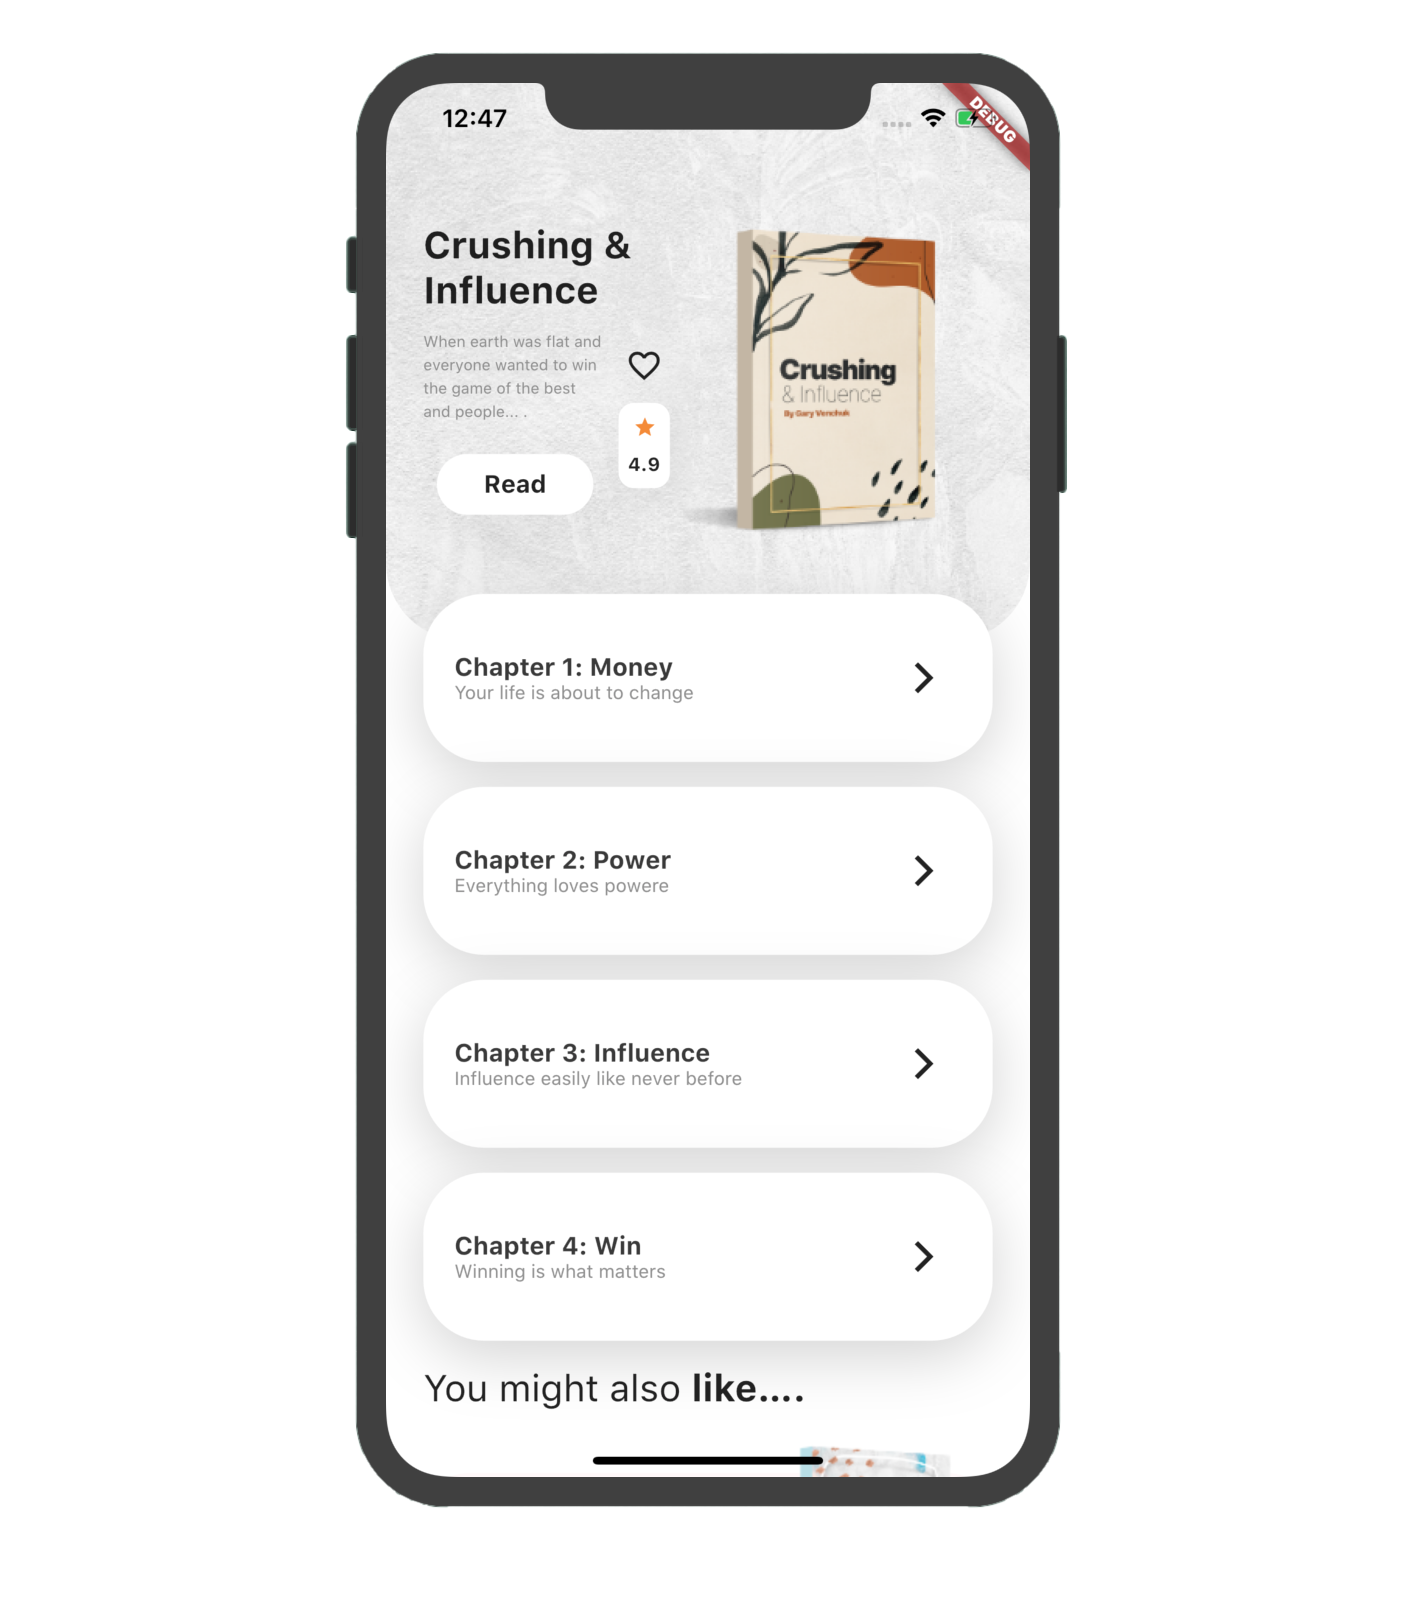 12:47
DEBUG
Crushing &
Influence
When earth was flat and
everyone wanted to win
the game of the best
and people... .
4.9
Read
Crushing
& Influence
By Gary Venchuk
Chapter 1: Money
Your life is about to change
Chapter 2: Power
Everything loves powere
Chapter 3: Influence
Influence easily like never before
Chapter 4: Win
Winning is what matters
You might also like....